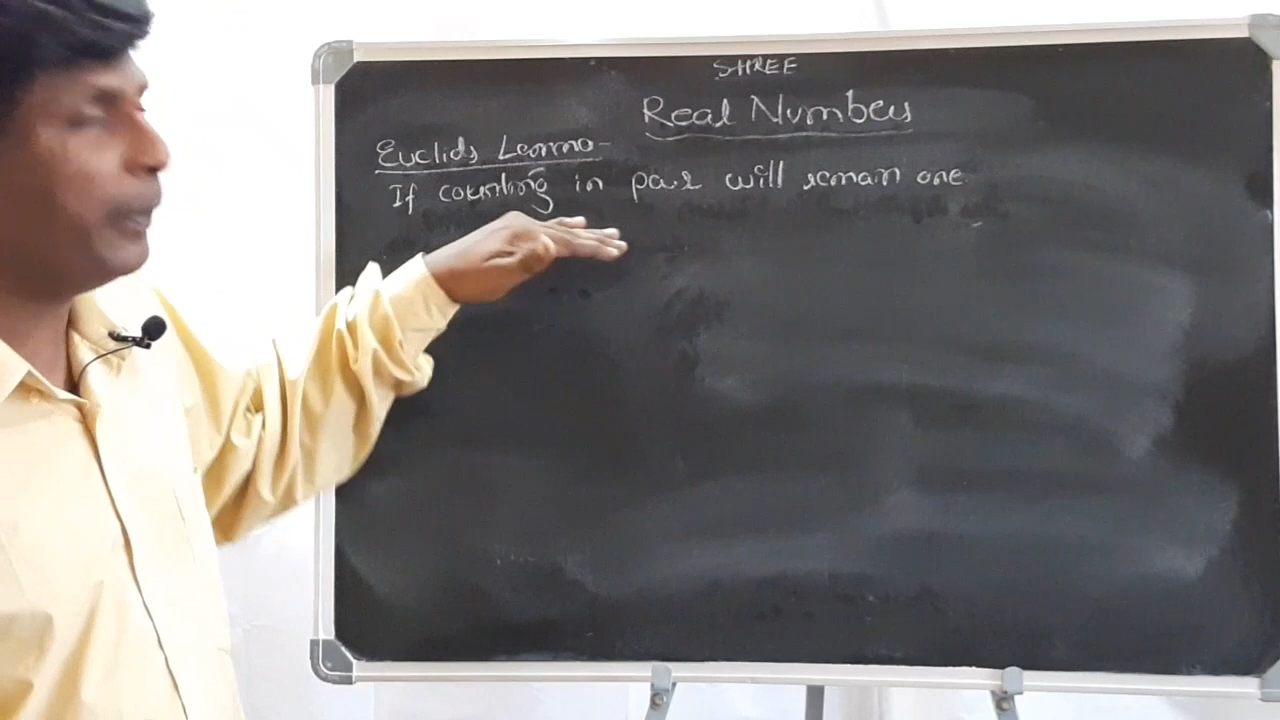 SHREE
Real Numbers
Euclids Lemma-
If counting in pair will remain one.